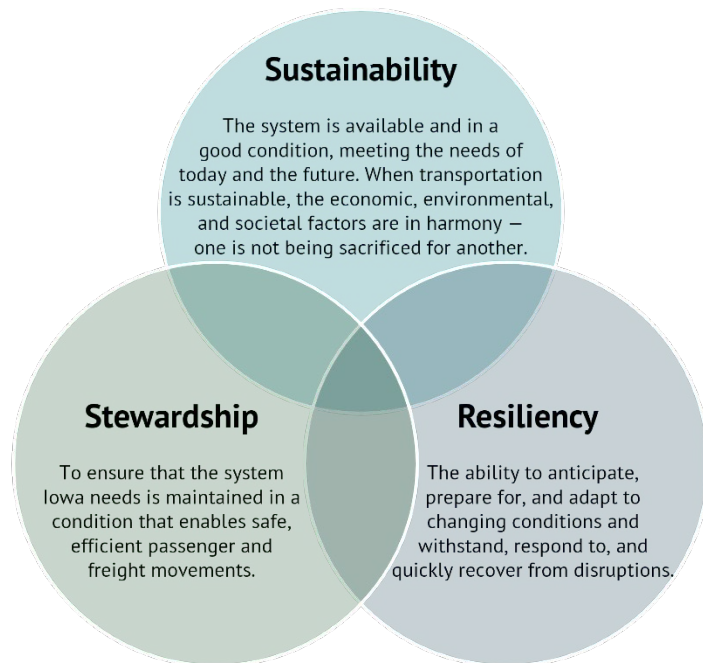 Sustainability
The system is available and in a
good condition, meeting the needs of
today and the future. When transportation
is sustainable, the economic, environmental,
and societal factors are in harmony —
one is not being sacrificed for another.
Stewardship
To ensure that the system
Iowa needs is maintained in a
condition that enables safe,
efficient passenger and
freight movements.
Resiliency
The ability to anticipate,
prepare for, and adapt to
changing conditions and
withstand, respond to, and
quickly recover from disruptions.